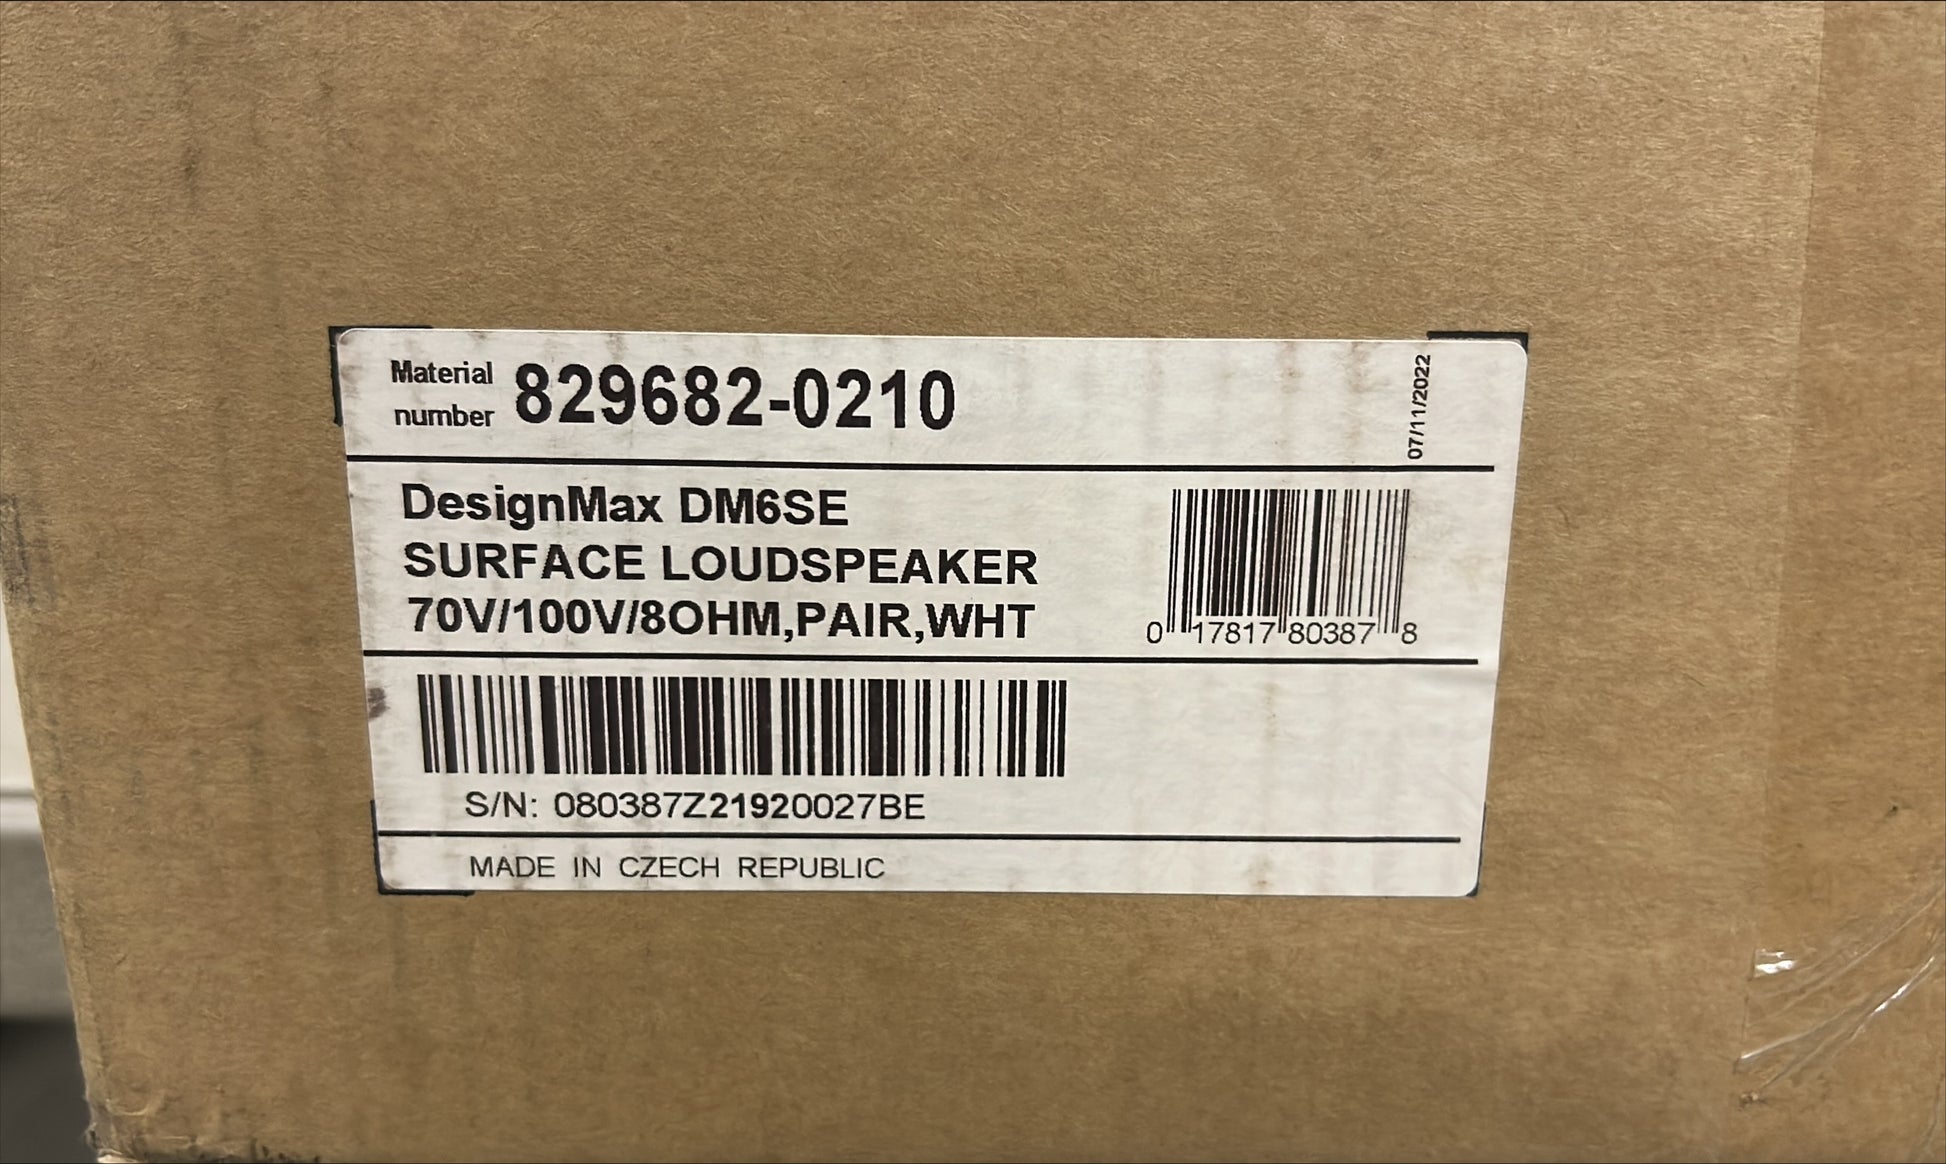 Material
number 829682-0210
07/11/2022
DesignMax DM6SE
SURFACE LOUDSPEAKER
70V/100V/8OHM,PAIR,WHT
0 17817 80387 8
S/N: 080387Z21920027BE
MADE IN CZECH REPUBLIC